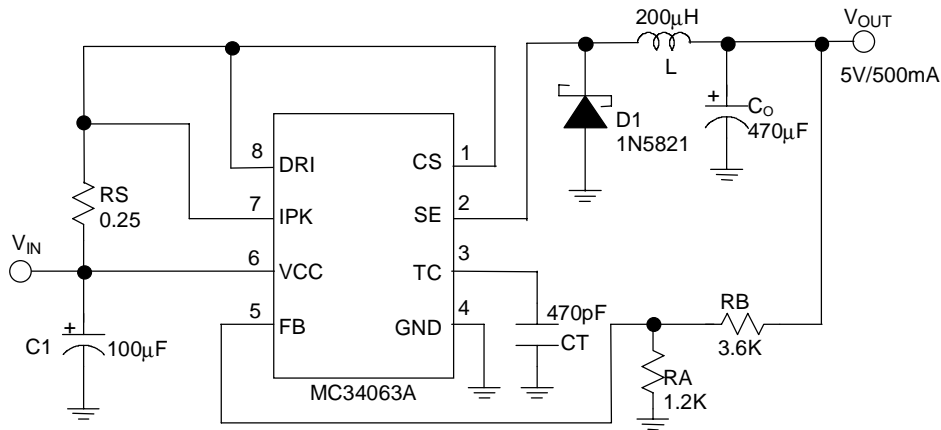 200μH
VOUT
L
5V/500mA
D1
1N5821
+
CO
470μF
8
DRI
CS
1
RS
0.25
7
IPK
SE
2
VIN
6
VCC
TC
3
5
FB
GND
4
470pF
CT
RB
3.6K
+
C1
100μF
RA
1.2K
MC34063A